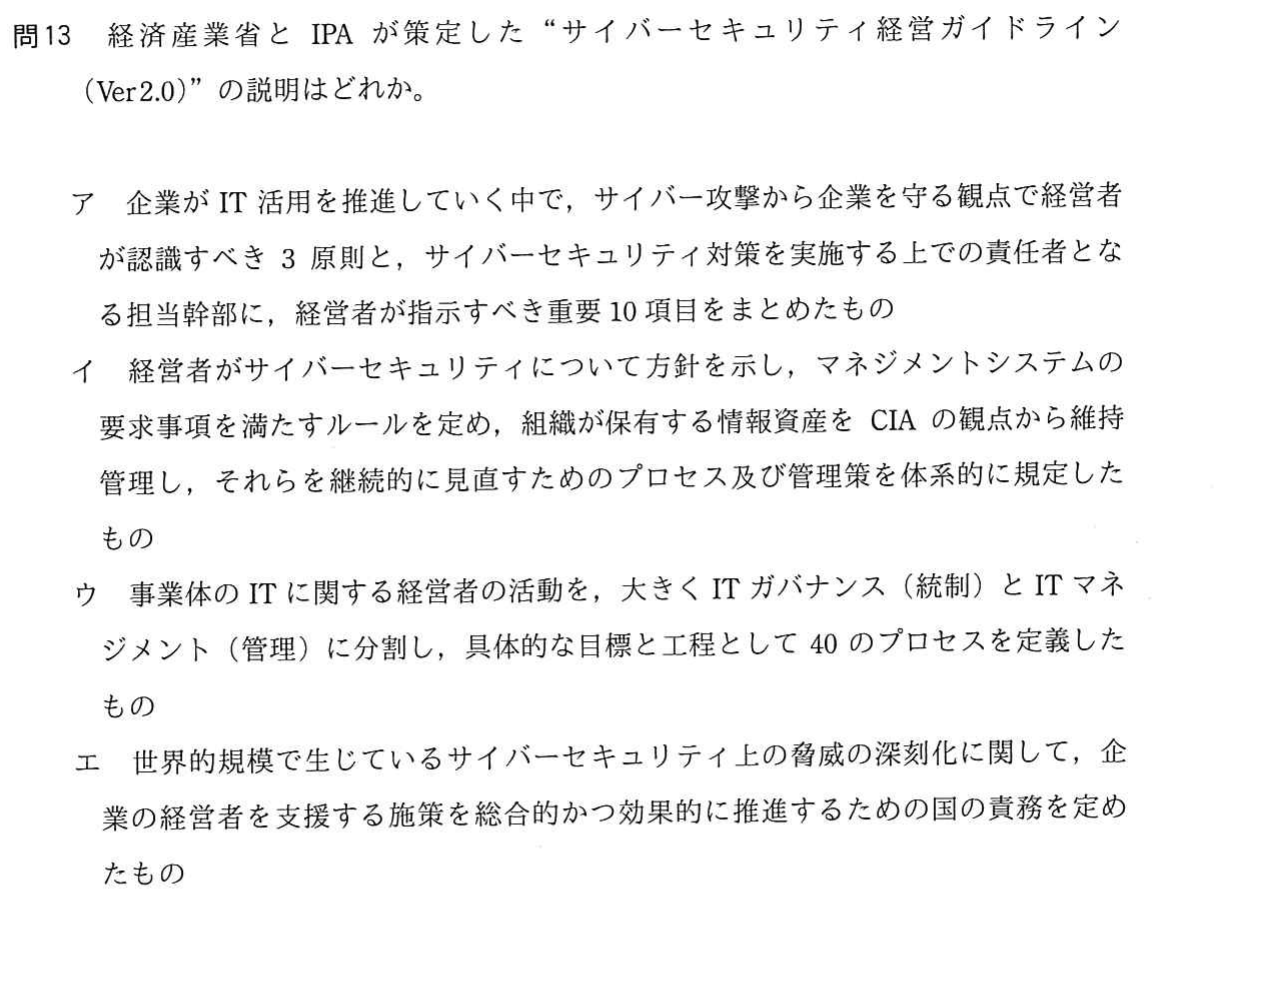 問13 経済産業省と IPA が策定した“サイバーセキュリティ経営ガイドライン
（Ver2.0）”の説明はどれか。
ア 企業が IT 活用を推進していく中で，サイバー攻撃から企業を守る観点で経営者
が認識すべき 3 原則と，サイバーセキュリティ対策を実施する上での責任者とな
る担当幹部に，経営者が指示すべき重要 10 項目をまとめたもの
イ 経営者がサイバーセキュリティについて方針を示し，マネジメントシステムの
要求事項を満たすルールを定め，組織が保有する情報資産を CIA の観点から維持
管理し，それらを継続的に見直すためのプロセス及び管理策を体系的に規定した
もの
ウ 事業体の IT に関する経営者の活動を，大きく IT ガバナンス（統制）と IT マネ
ジメント（管理）に分割し，具体的な目標と工程として 40 のプロセスを定義した
もの
エ 世界的規模で生じているサイバーセキュリティ上の脅威の深刻化に関して，企
業の経営者を支援する施策を総合的かつ効果的に推進するための国の責務を定め
たもの